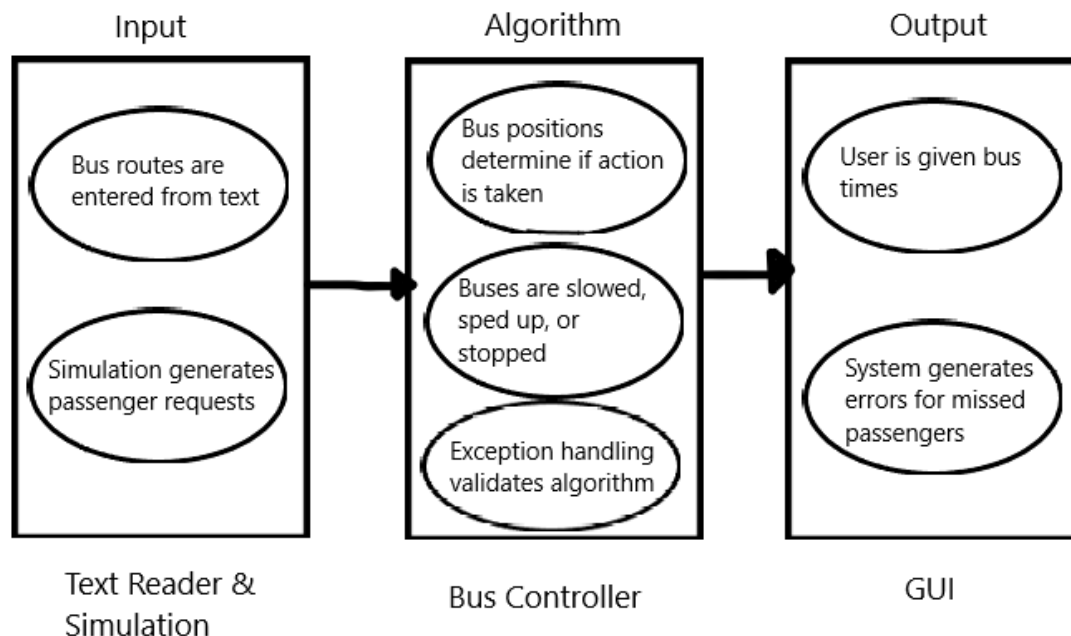 Input
Algorithm
Output
Bus routes are
entered from text
Simulation generates
passenger requests
Bus positions
determine if action
is taken
Buses are slowed,
sped up, or
stopped
Exception handling
validates algorithm
User is given bus
times
System generates
errors for missed
passengers
Text Reader &
Simulation
Bus Controller
GUI